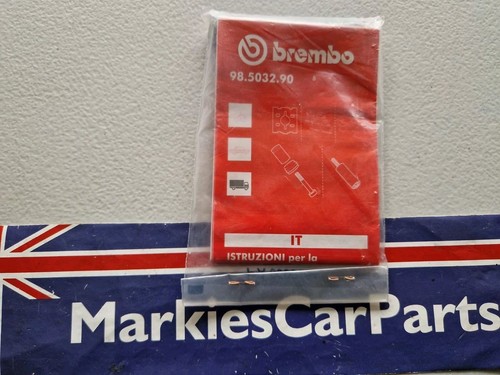 brembo
98.5032.90
IT
ISTRUZIONI per la
MarkiesCarParts